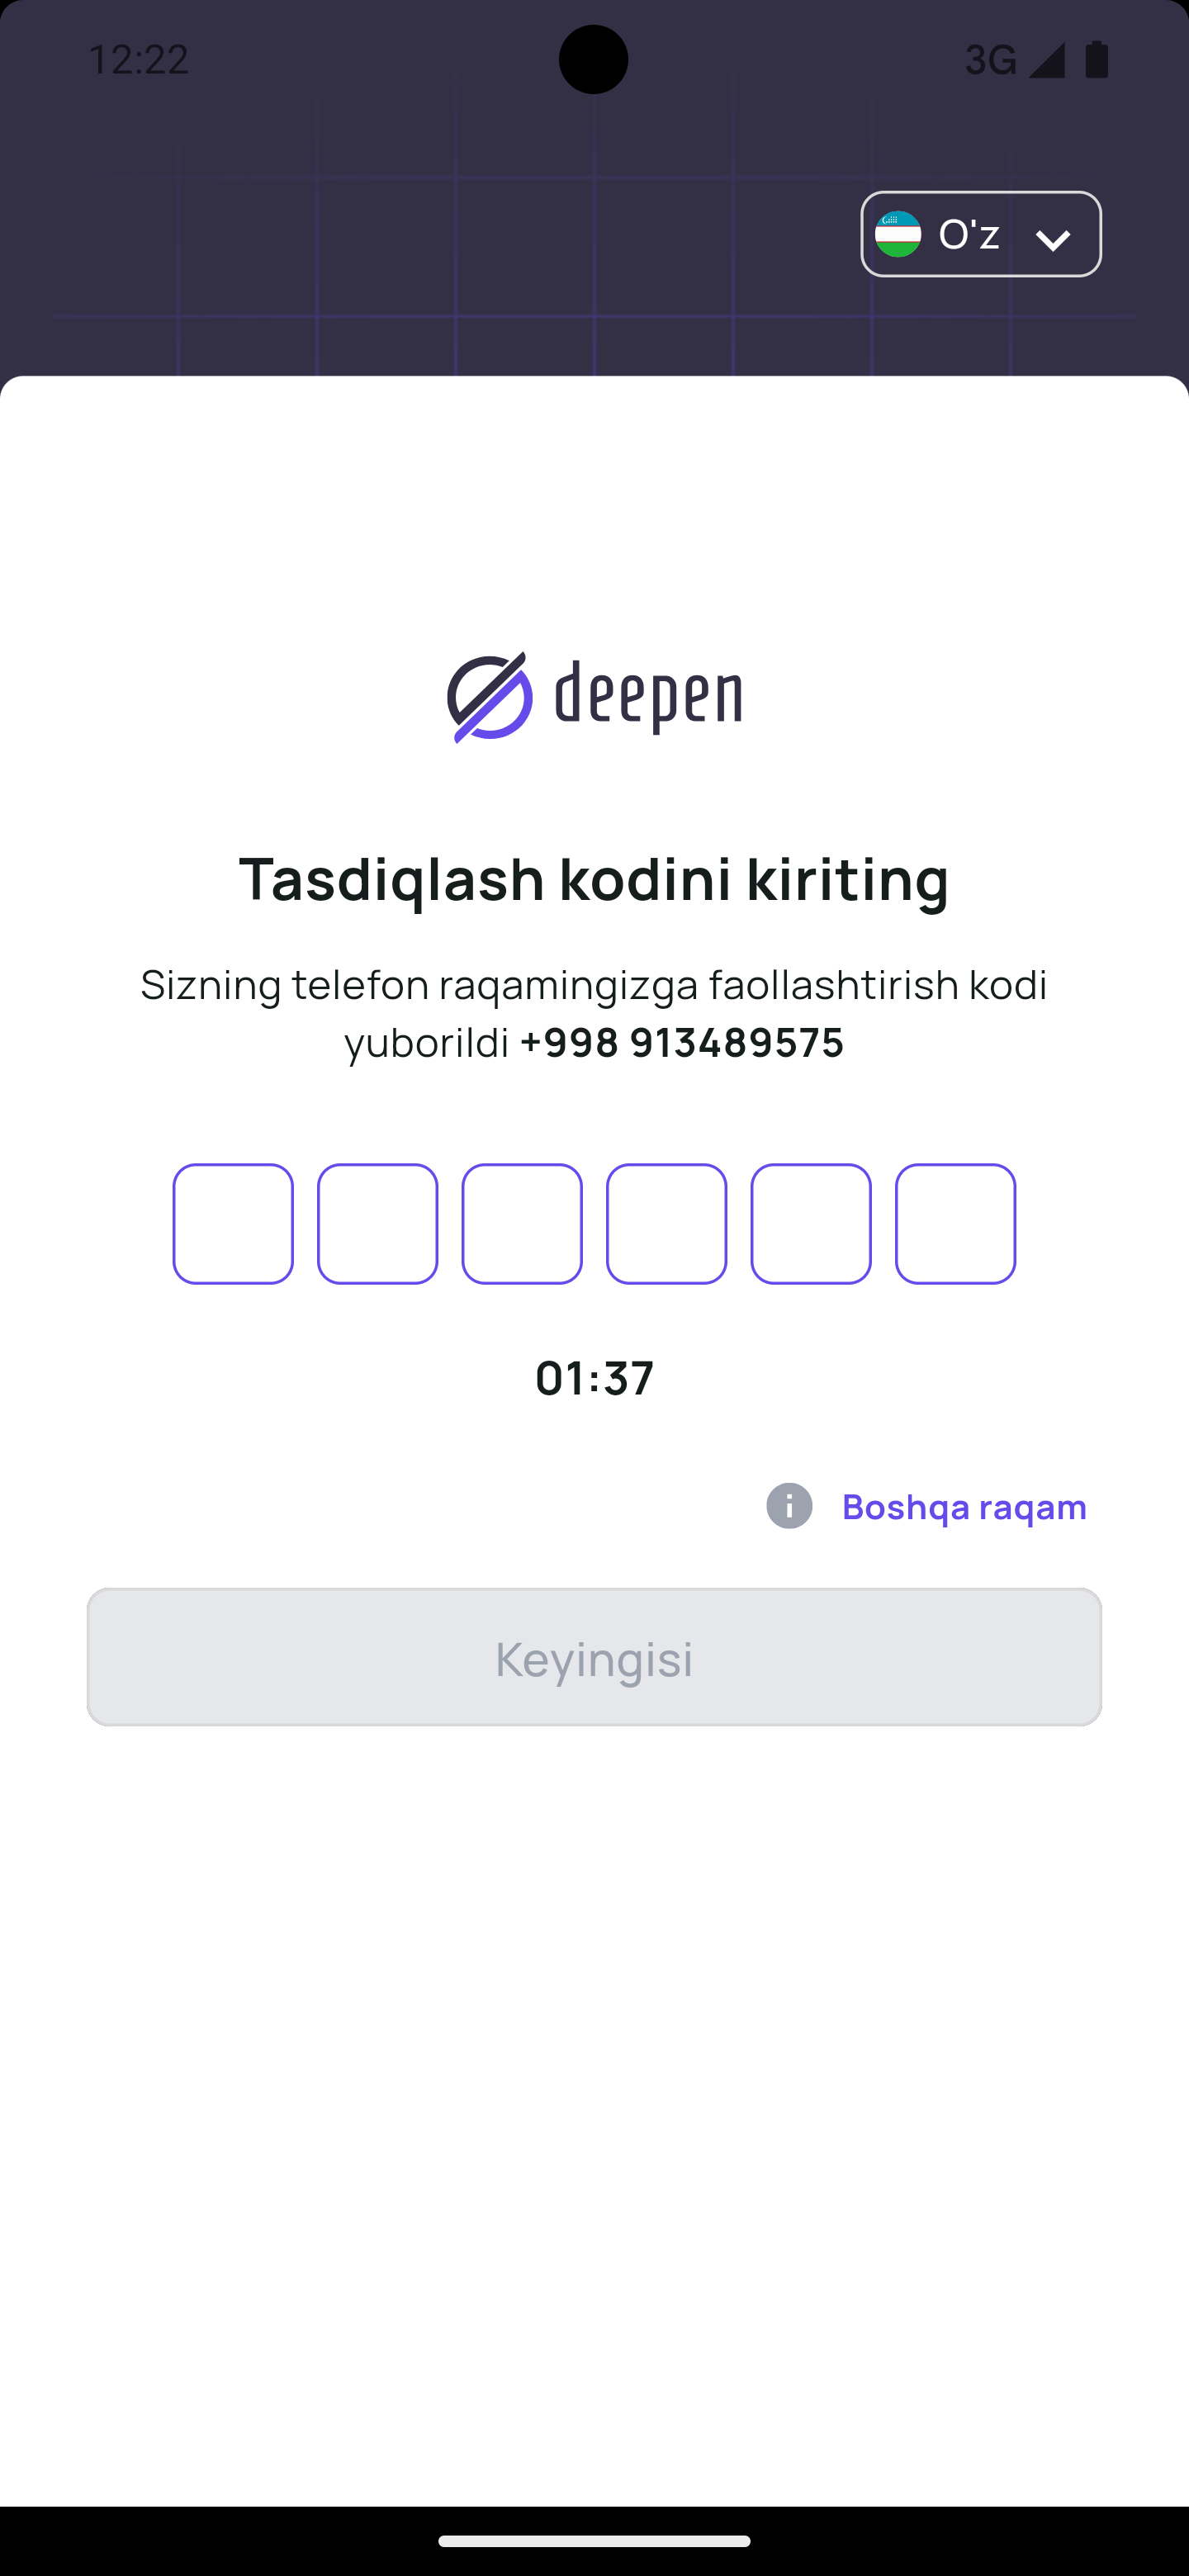 12:22
3G
O'z
deepen
Tasdiqlash kodini kiriting
Sizning telefon raqamingizga faollashtirish kodi
yuborildi +998 913489575
01:37
Boshqa raqam
Keyingisi